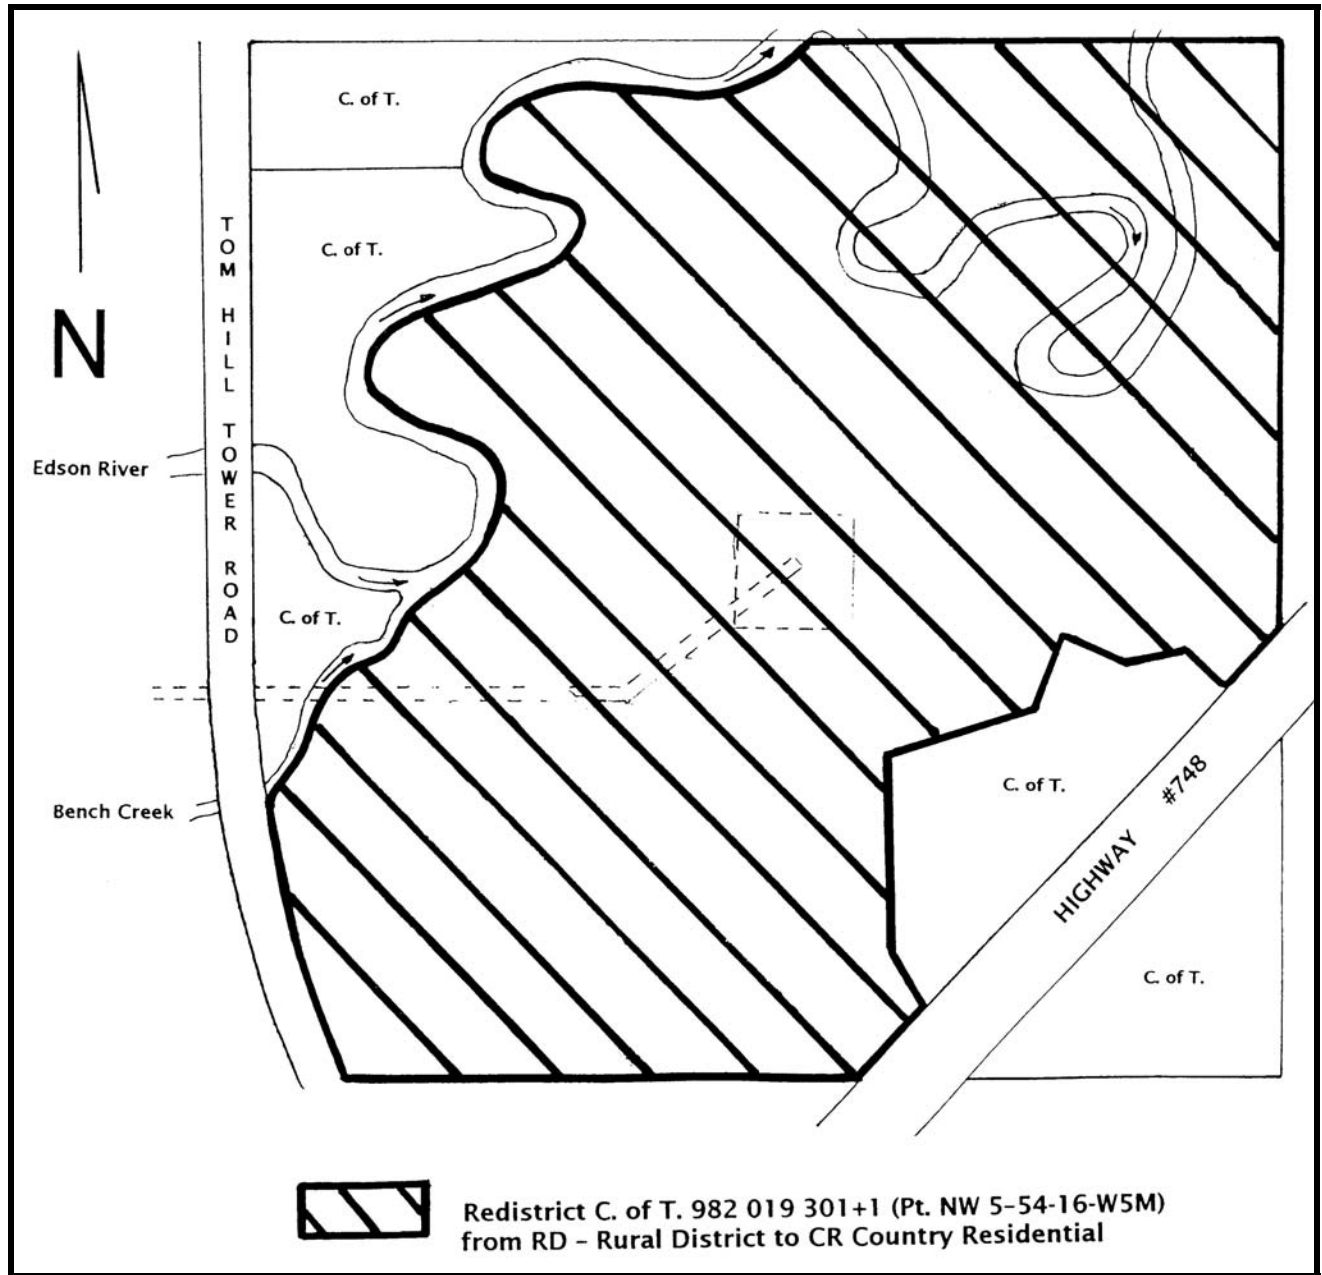 C. of T.
C. of T.
TOM HILL TOWER ROAD
N
Edson River
C. of T.
Bench Creek
C. of T.
HIGHWAY #748
C. of T.
Redistrict C. of T. 982 019 301+1 (Pt. NW 5-54-16-W5M)
from RD – Rural District to CR Country Residential